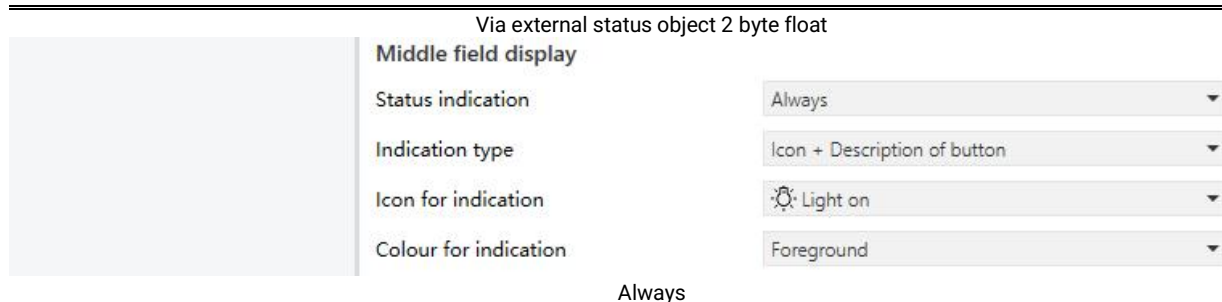 Via external status object 2 byte float
Middle field display
Status indication Always
Indication type Icon + Description of button
Icon for indication Light on
Colour for indication Foreground
Always